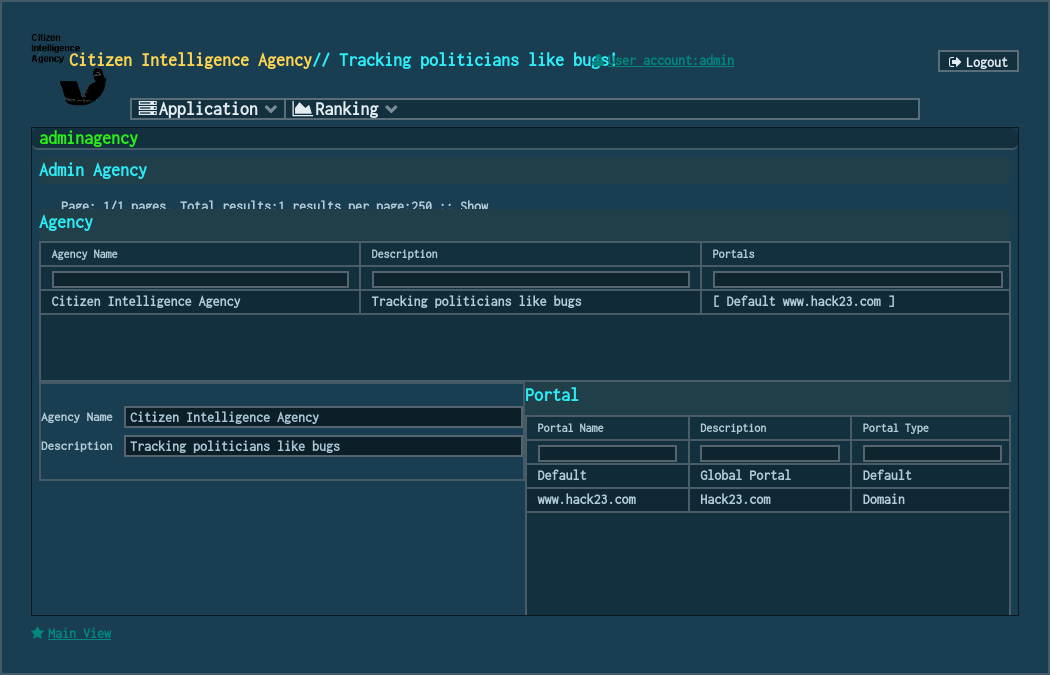 Citizen
Intelligence
Agency
Citizen Intelligence Agency// Tracking politicians like bugs!
User account:admin
Logout
Application
Ranking
adminagency
Admin Agency
Page: 1/1 pages. Total results:1 results per page:250 :: Show
Agency
Agency Name Description Portals
Citizen Intelligence Agency Tracking politicians like bugs [ Default www.hack23.com ]
Agency Name Citizen Intelligence Agency
Description Tracking politicians like bugs
Portal
Portal Name Description Portal Type
Default Global Portal Default
www.hack23.com Hack23.com Domain
Main View